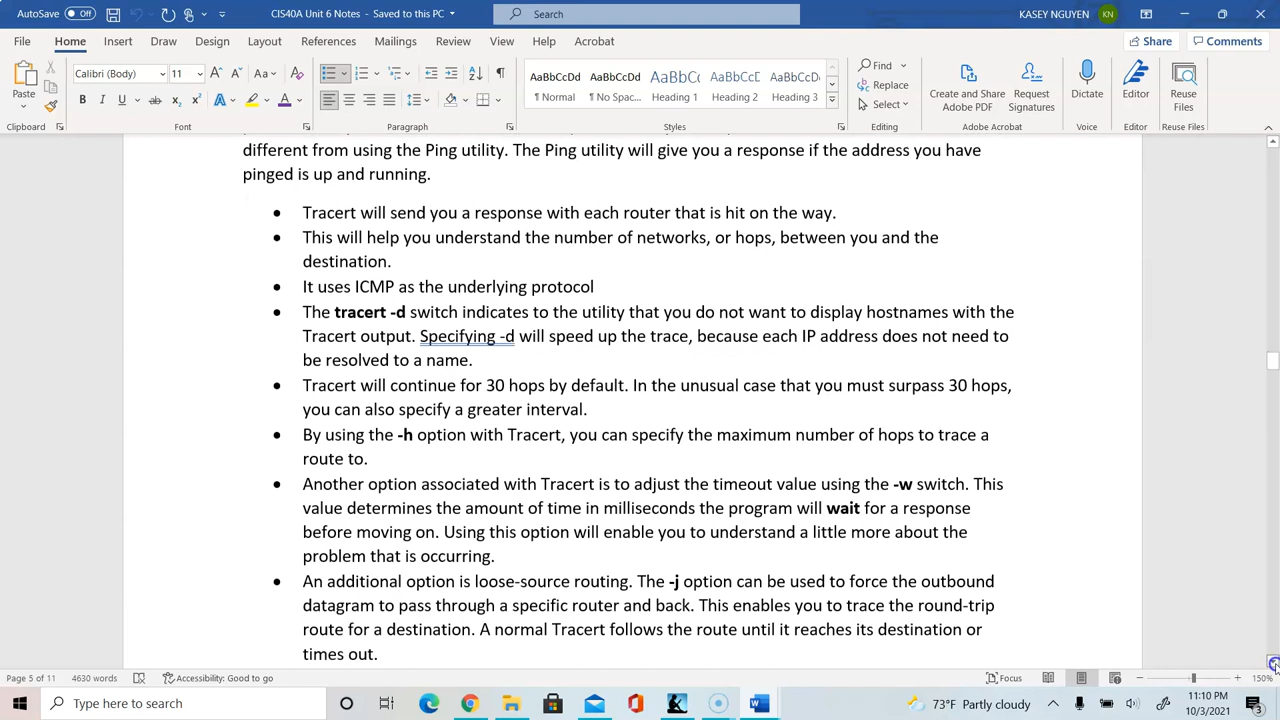 AutoSave Off CIS40A Unit 6 Notes - Saved to this PC Search KASEY NGUYEN KN
File Home Insert Draw Design Layout References Mailings Review View Help Acrobat Share Comments
Paste Clipboard
Calibri (Body) 11 Font
Paragraph
AaBbCcDd AaBbCcDd AaBbCc AaBbCcD AaBbCcD
¶ Normal ¶ No Spac... Heading 1 Heading 2 Heading 3
Styles
Find
Replace
Select
Editing
Create and Share Adobe PDF Request Signatures
Adobe Acrobat
Dictate
Voice
Editor
Editor
Reuse Files
Reuse Files
different from using the Ping utility. The Ping utility will give you a response if the address you have
pinged is up and running.
• Tracert will send you a response with each router that is hit on the way.
• This will help you understand the number of networks, or hops, between you and the
destination.
• It uses ICMP as the underlying protocol
• The tracert -d switch indicates to the utility that you do not want to display hostnames with the
Tracert output. Specifying -d will speed up the trace, because each IP address does not need to
be resolved to a name.
• Tracert will continue for 30 hops by default. In the unusual case that you must surpass 30 hops,
you can also specify a greater interval.
• By using the -h option with Tracert, you can specify the maximum number of hops to trace a
route to.
• Another option associated with Tracert is to adjust the timeout value using the -w switch. This
value determines the amount of time in milliseconds the program will wait for a response
before moving on. Using this option will enable you to understand a little more about the
problem that is occurring.
• An additional option is loose-source routing. The -j option can be used to force the outbound
datagram to pass through a specific router and back. This enables you to trace the round-trip
route for a destination. A normal Tracert follows the route until it reaches its destination or
times out.
Page 5 of 11 4630 words Accessibility: Good to go Focus 150%
Type here to search 73°F Partly cloudy 11:10 PM
10/3/2021 3